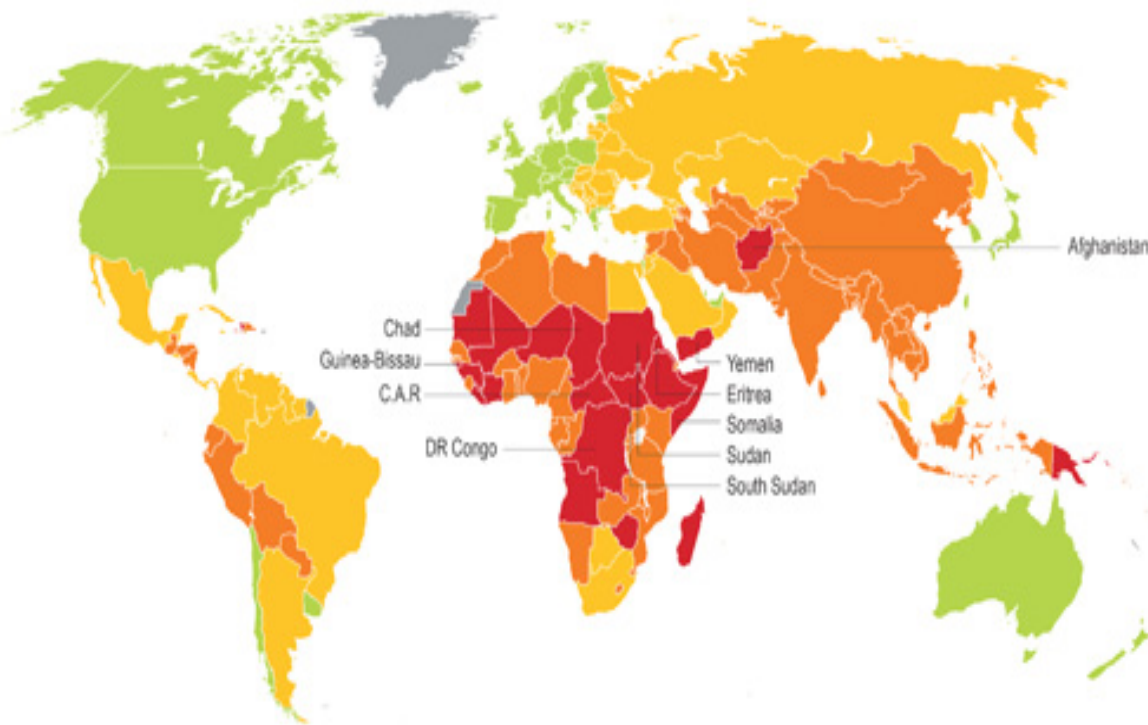 Afghanistan
Chad
Guinea-Bissau
C.A.R
DR Congo
Yemen
Eritrea
Somalia
Sudan
South Sudan